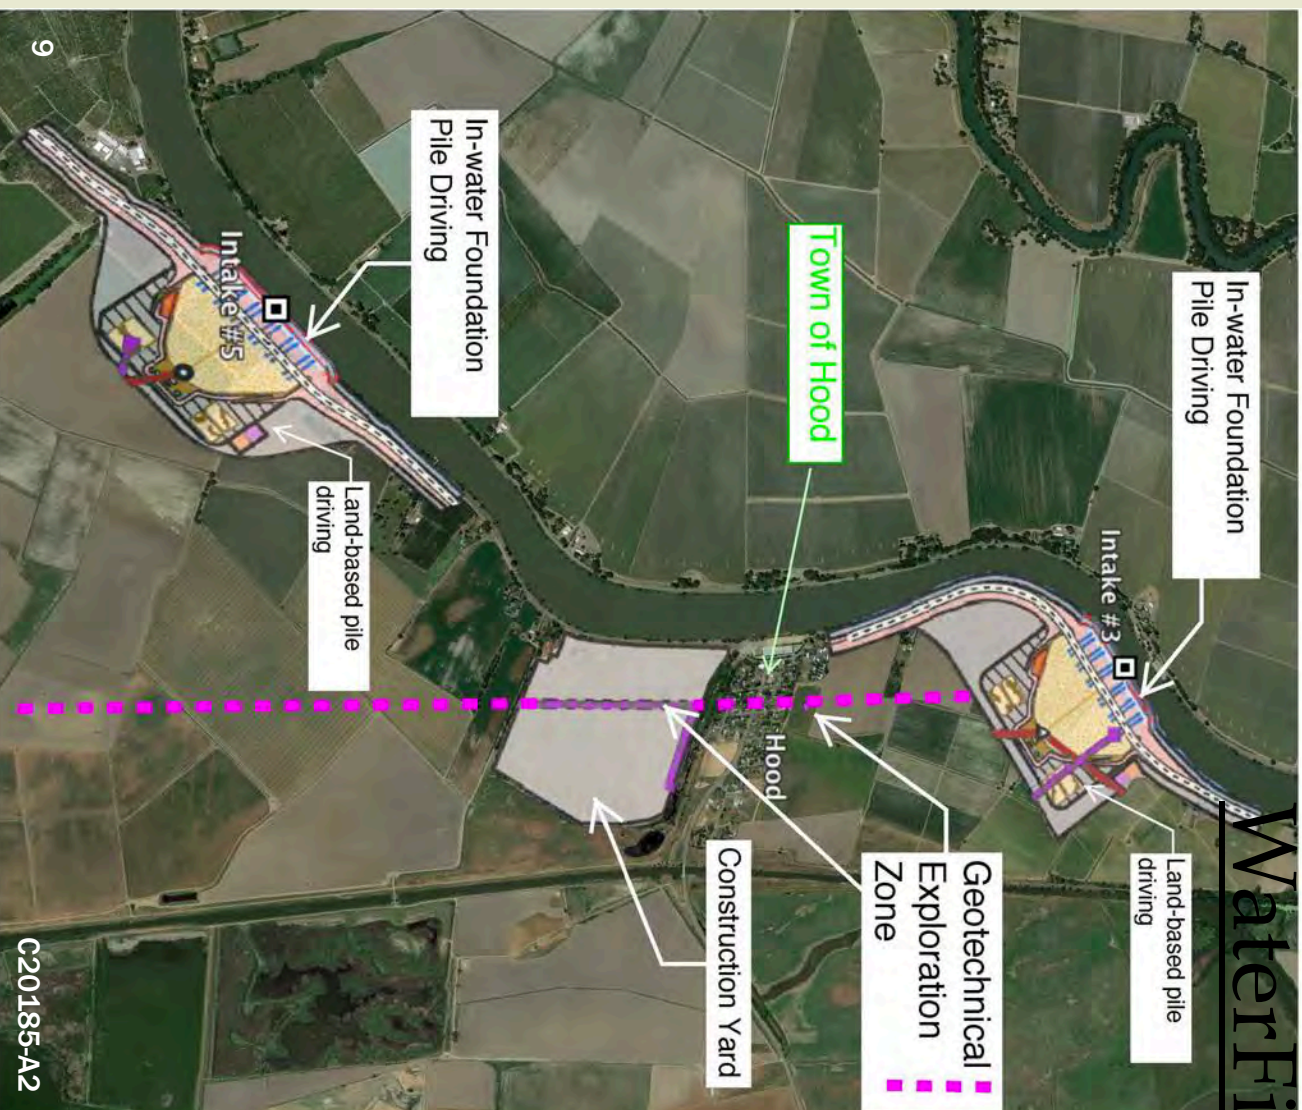 WaterFi
In-water Foundation
Pile Driving
Intake #3
Land-based pile
driving
Geotechnical
Exploration
Zone
Town of Hood
Hood
Construction Yard
In-water Foundation
Pile Driving
Intake #5
Land-based pile
driving
9
C20185-A2